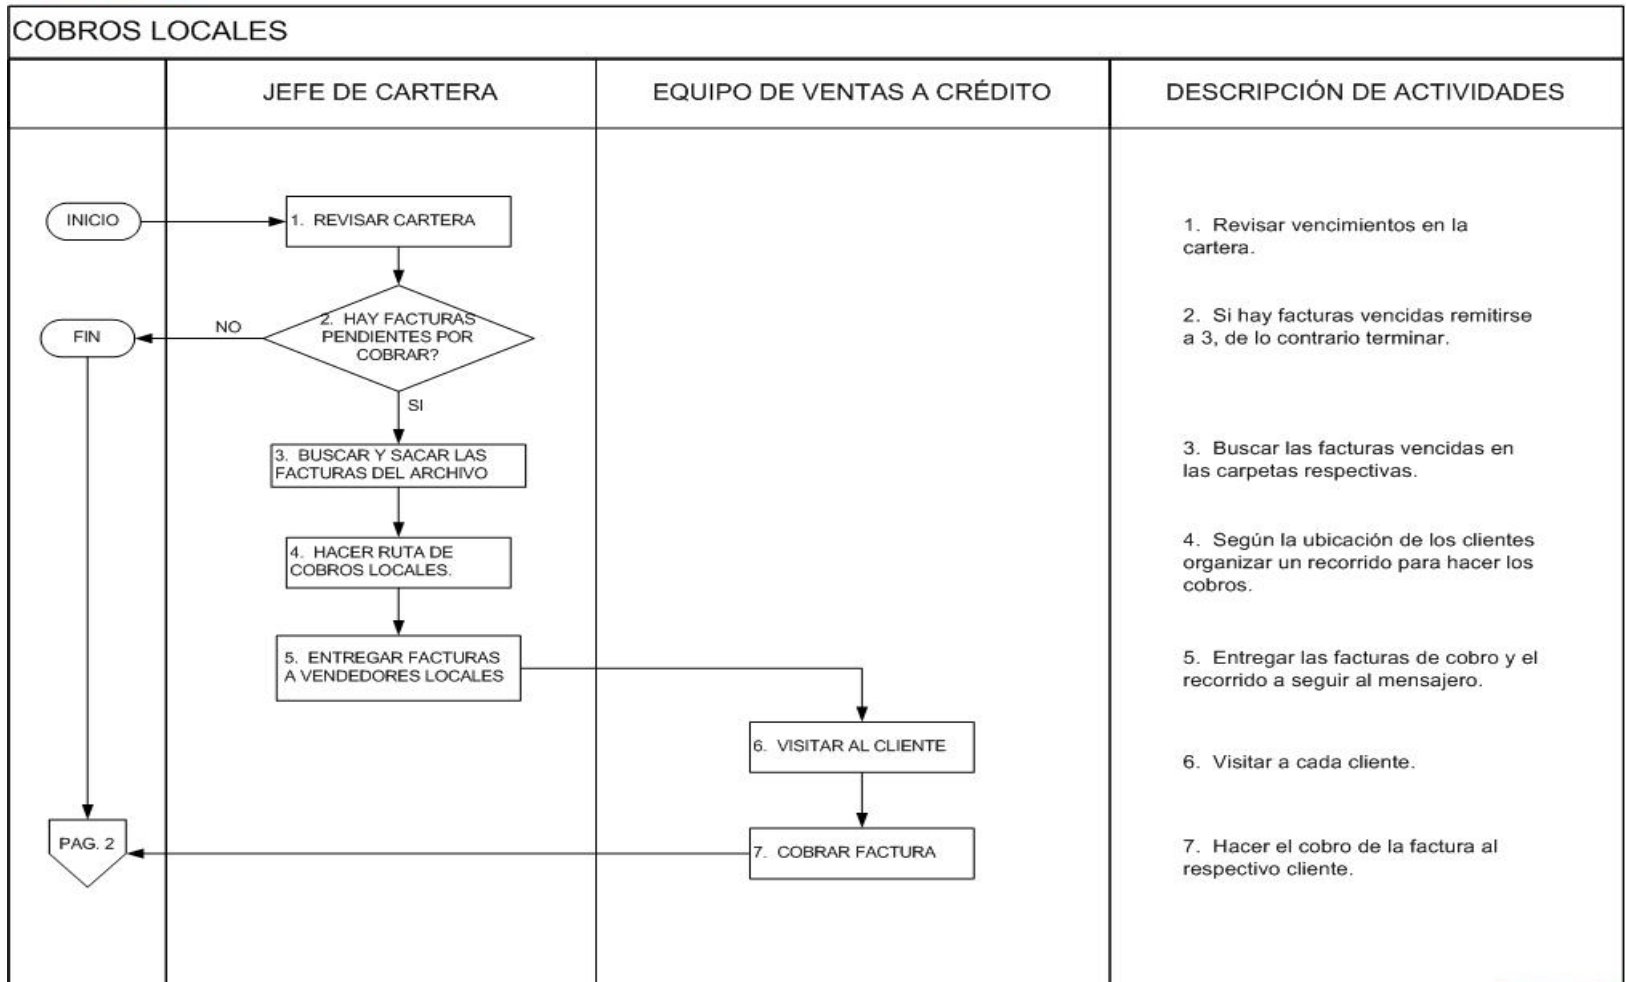 COBROS LOCALES
JEFE DE CARTERA
EQUIPO DE VENTAS A CRÉDITO
DESCRIPCIÓN DE ACTIVIDADES
INICIO
1. REVISAR CARTERA
1. Revisar vencimientos en la
cartera.
FIN
NO
2. HAY FACTURAS
PENDIENTES POR
COBRAR?
2. Si hay facturas vencidas remitirse
a 3, de lo contrario terminar.
SI
3. BUSCAR Y SACAR LAS
FACTURAS DEL ARCHIVO
3. Buscar las facturas vencidas en
las carpetas respectivas.
4. HACER RUTA DE
COBROS LOCALES.
4. Según la ubicación de los clientes
organizar un recorrido para hacer los
cobros.
5. ENTREGAR FACTURAS
A VENDEDORES LOCALES
5. Entregar las facturas de cobro y el
recorrido a seguir al mensajero.
6. VISITAR AL CLIENTE
6. Visitar a cada cliente.
PAG. 2
7. COBRAR FACTURA
7. Hacer el cobro de la factura al
respectivo cliente.